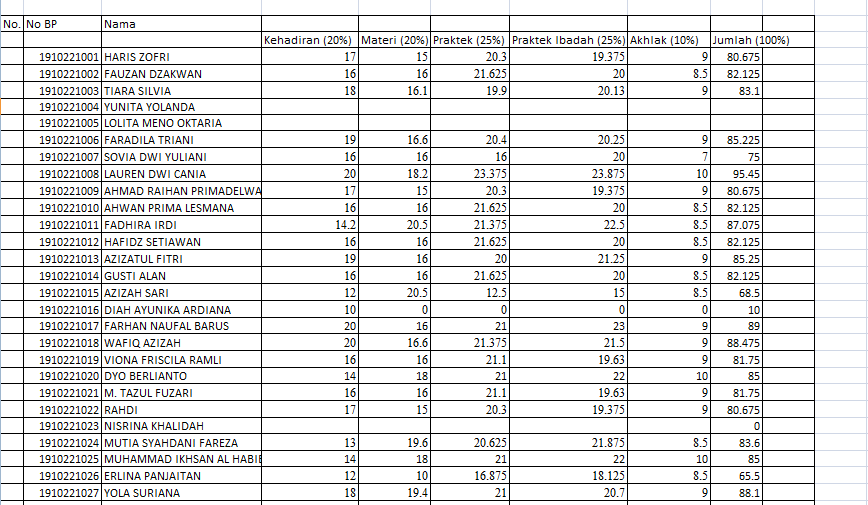 No. No BP Nama
Kehadiran (20%) Materi (20%) Praktek (25%) Praktek Ibadah (25%) Akhlak (10%) Jumlah (100%)
1910221001 HARIS ZOFRI 17 15 20.3 19.375 9 80.675
1910221002 FAUZAN DZAKWAN 16 16 21.625 20 8.5 82.125
1910221003 TIARA SILVIA 18 16.1 19.9 20.13 9 83.1
1910221004 YUNITA YOLANDA
1910221005 LOLITA MENO OKTARIA
1910221006 FARADILA TRIANI 19 16.6 20.4 20.25 9 85.225
1910221007 SOVIA DWI YULIANI 16 16 16 20 7 75
1910221008 LAUREN DWI CANIA 20 18.2 23.375 23.875 10 95.45
1910221009 AHMAD RAIHAN PRIMADELWA 17 15 20.3 19.375 9 80.675
1910221010 AHWAN PRIMA LESMANA 16 16 21.625 20 8.5 82.125
1910221011 FADHIRA IRDI 14.2 20.5 21.375 22.5 8.5 87.075
1910221012 HAFIDZ SETIAWAN 16 16 21.625 20 8.5 82.125
1910221013 AZIZATUL FITRI 19 16 20 21.25 9 85.25
1910221014 GUSTI ALAN 16 16 21.625 20 8.5 82.125
1910221015 AZIZAH SARI 12 20.5 12.5 15 8.5 68.5
1910221016 DIAH AYUNIKA ARDIANA 10 0 0 0 0 10
1910221017 FARHAN NAUFAL BARUS 20 16 21 23 9 89
1910221018 WAFIQ AZIZAH 20 16.6 21.375 21.5 9 88.475
1910221019 VIONA FRISCILA RAMLI 16 16 21.1 19.63 9 81.75
1910221020 DYO BERLIANTO 14 18 21 22 10 85
1910221021 M. TAZUL FUZARI 16 16 21.1 19.63 9 81.75
1910221022 RAHDI 17 15 20.3 19.375 9 80.675
1910221023 NISRINA KHALIDAH 0
1910221024 MUTIA SYAHDANI FAREZA 13 19.6 20.625 21.875 8.5 83.6
1910221025 MUHAMMAD IKHSAN AL HABIE 14 18 21 22 10 85
1910221026 ERLINA PANJAITAN 12 10 16.875 18.125 8.5 65.5
1910221027 YOLA SURIANA 18 19.4 21 20.7 9 88.1